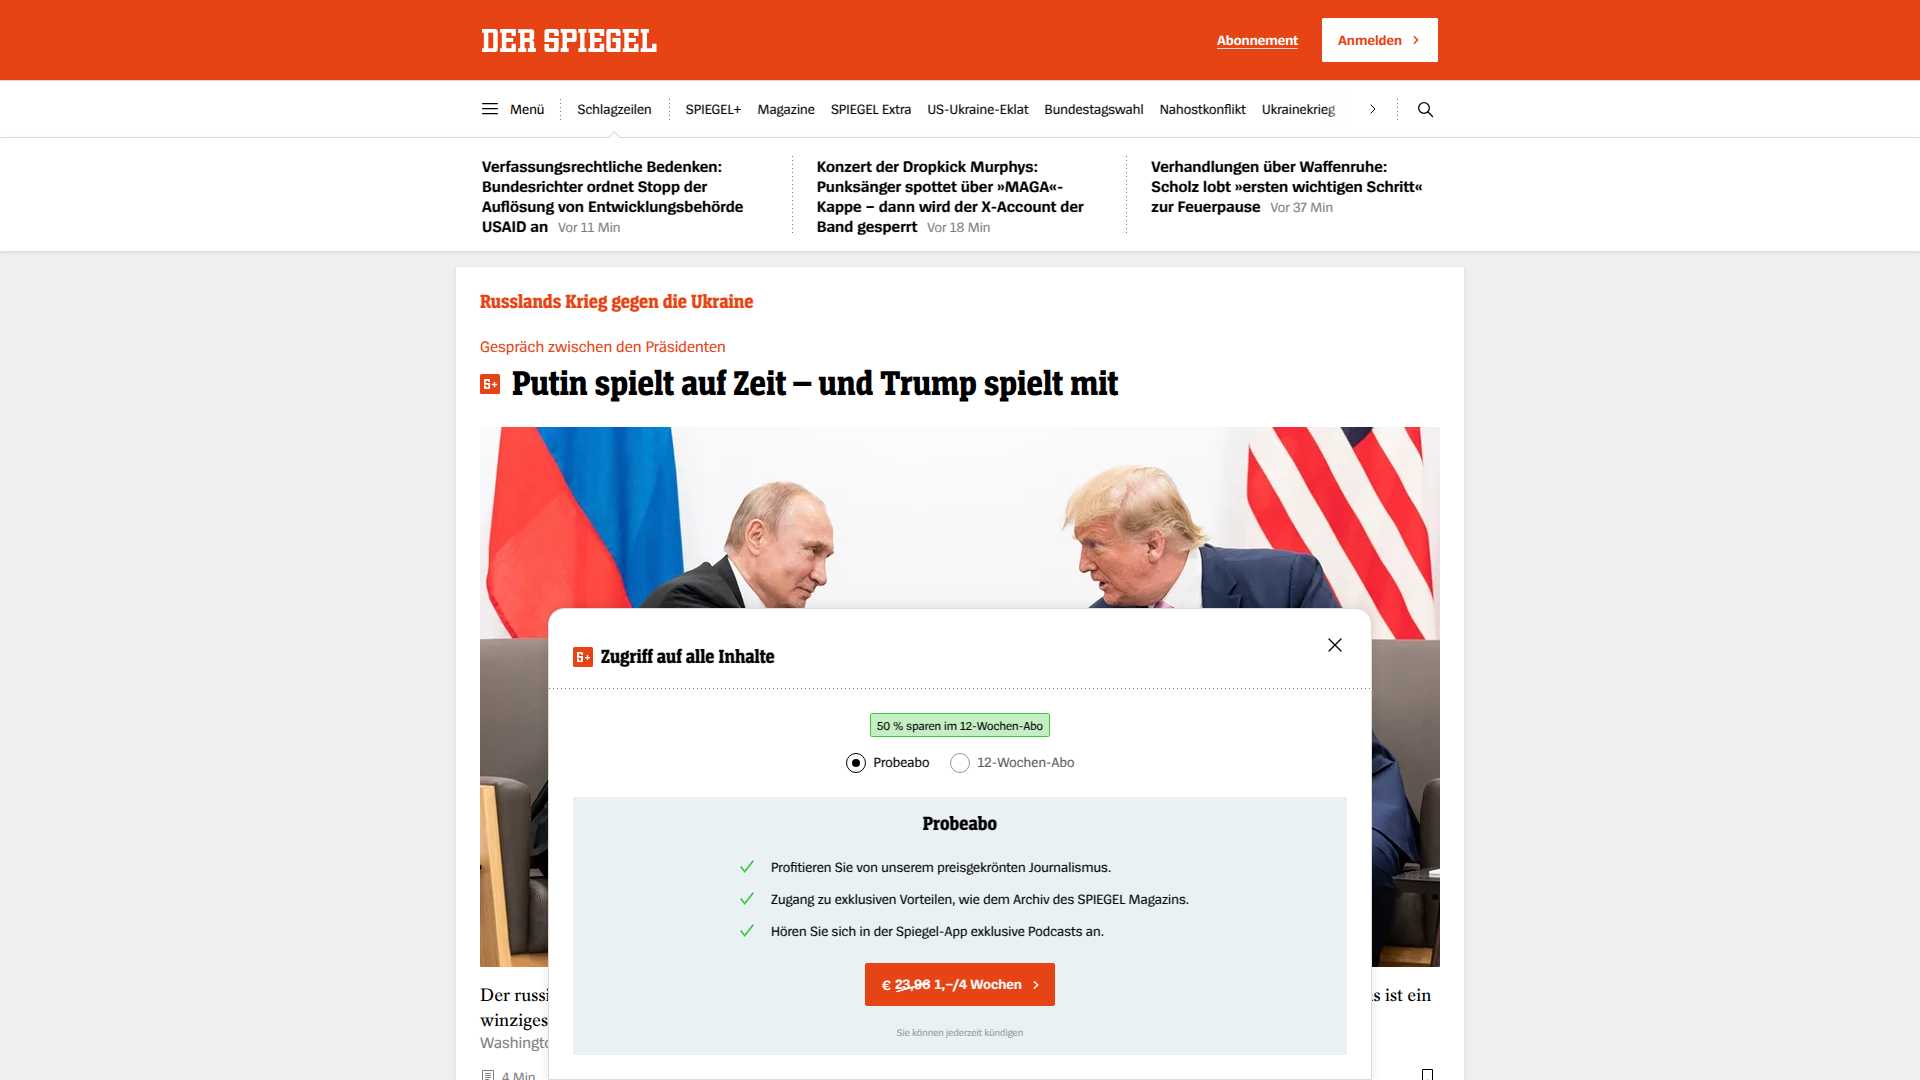 DER SPIEGEL
Abonnement
Anmelden
Menü
Schlagzeilen
SPIEGEL+
Magazine
SPIEGEL Extra
US-Ukraine-Eklat
Bundestagswahl
Nahostkonflikt
Ukrainekrieg
Verfassungsrechtliche Bedenken:
Bundesrichter ordnet Stopp der
Auflösung von Entwicklungsbehörde
USAID an Vor 11 Min
Konzert der Dropkick Murphys:
Punksänger spottet über »MAGA«-
Kappe – dann wird der X-Account der
Band gesperrt Vor 18 Min
Verhandlungen über Waffenruhe:
Scholz lobt »ersten wichtigen Schritt«
zur Feuerpause Vor 37 Min
Russlands Krieg gegen die Ukraine
Gespräch zwischen den Präsidenten
S+ Putin spielt auf Zeit – und Trump spielt mit
S+ Zugriff auf alle Inhalte
50 % sparen im 12-Wochen-Abo
Probeabo
12-Wochen-Abo
Probeabo
Profitieren Sie von unserem preisgekrönten Journalismus.
Zugang zu exklusiven Vorteilen, wie dem Archiv des SPIEGEL Magazins.
Hören Sie sich in der Spiegel-App exklusive Podcasts an.
€ 23,96 1,–/4 Wochen
Sie können jederzeit kündigen
Der
ist ein
4 Min